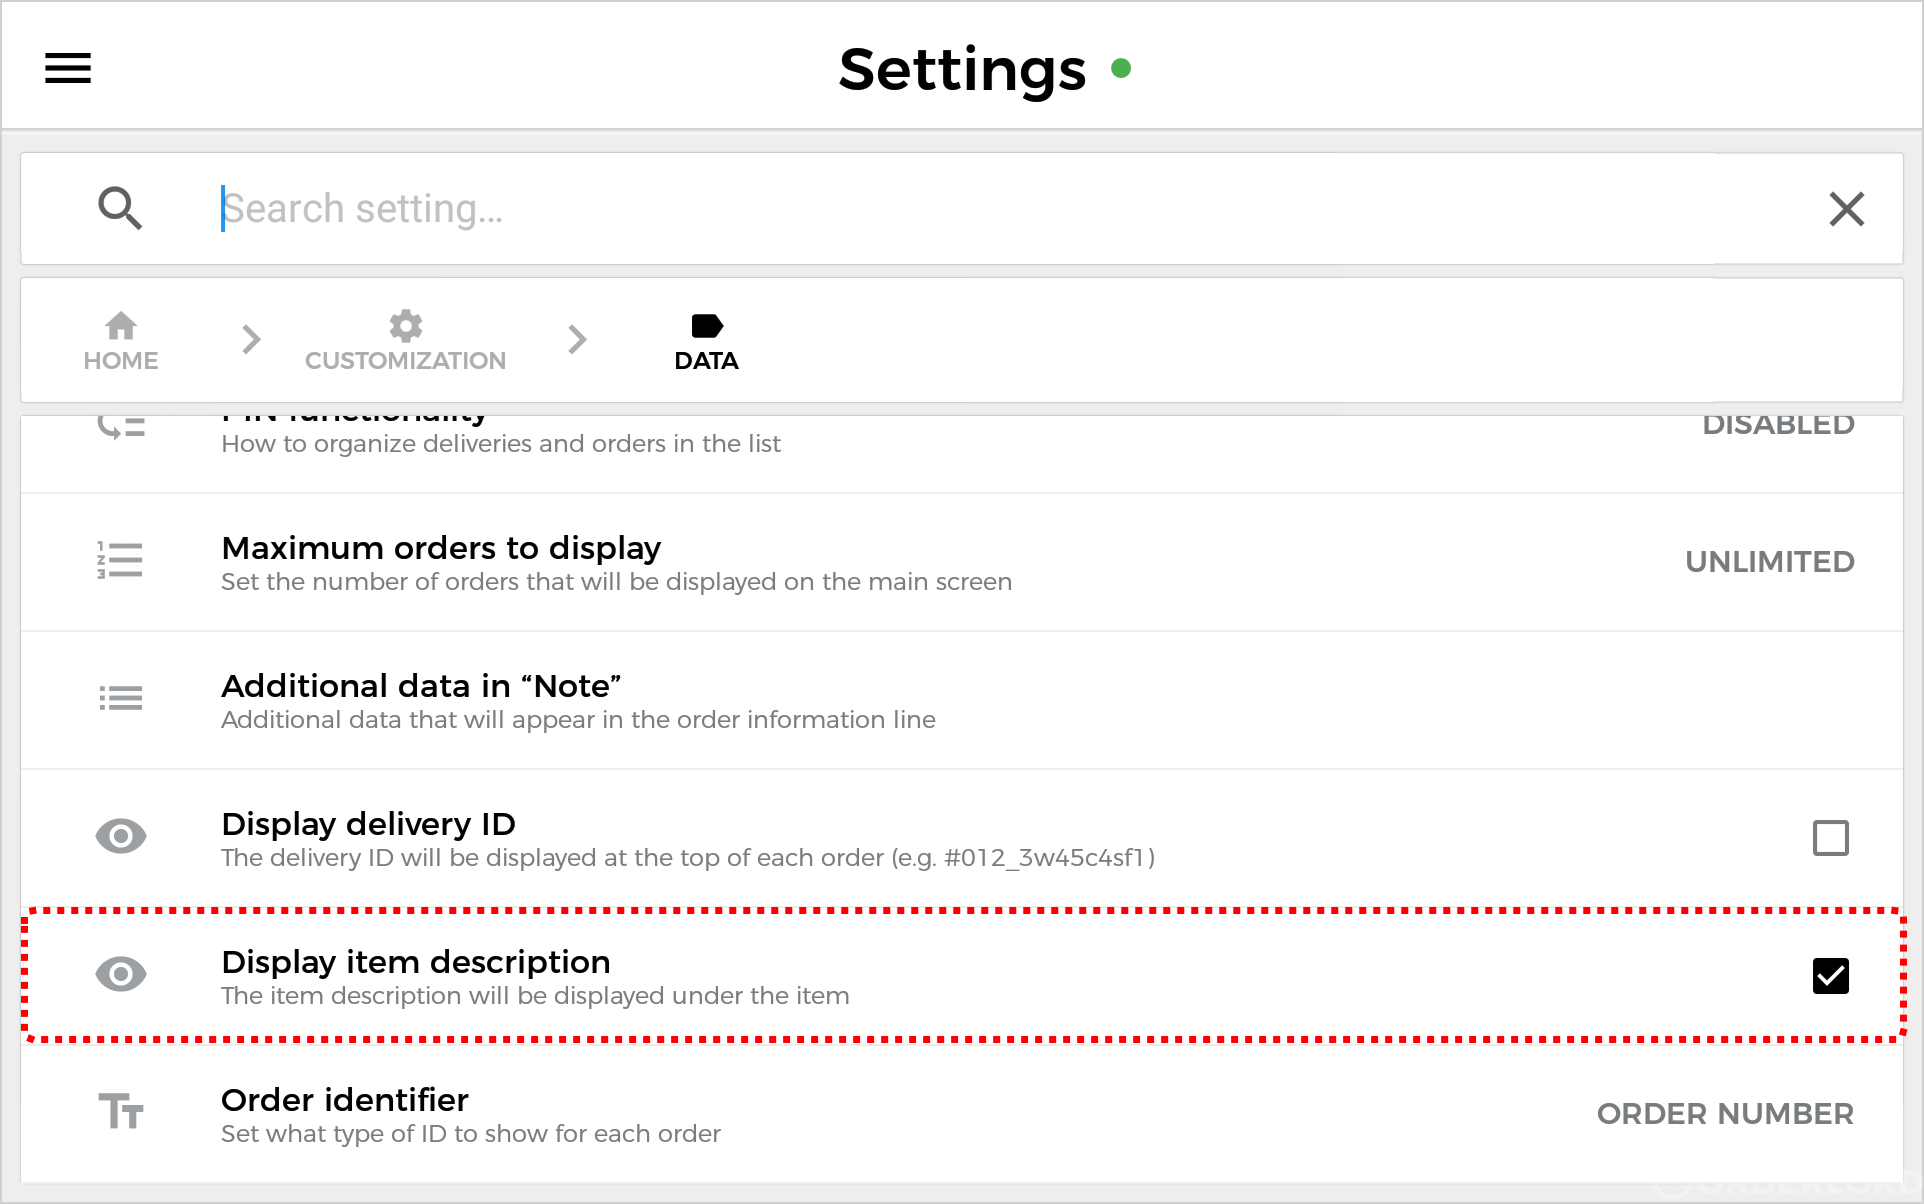 Settings
Search setting...
HOME
CUSTOMIZATION
DATA
PIN functionality
DISABLED
How to organize deliveries and orders in the list
Maximum orders to display
UNLIMITED
Set the number of orders that will be displayed on the main screen
Additional data in “Note”
Additional data that will appear in the order information line
Display delivery ID
The delivery ID will be displayed at the top of each order (e.g. #012_3w45c4sf1)
Display item description
The item description will be displayed under the item
Order identifier
ORDER NUMBER
Set what type of ID to show for each order
ORDERLORD